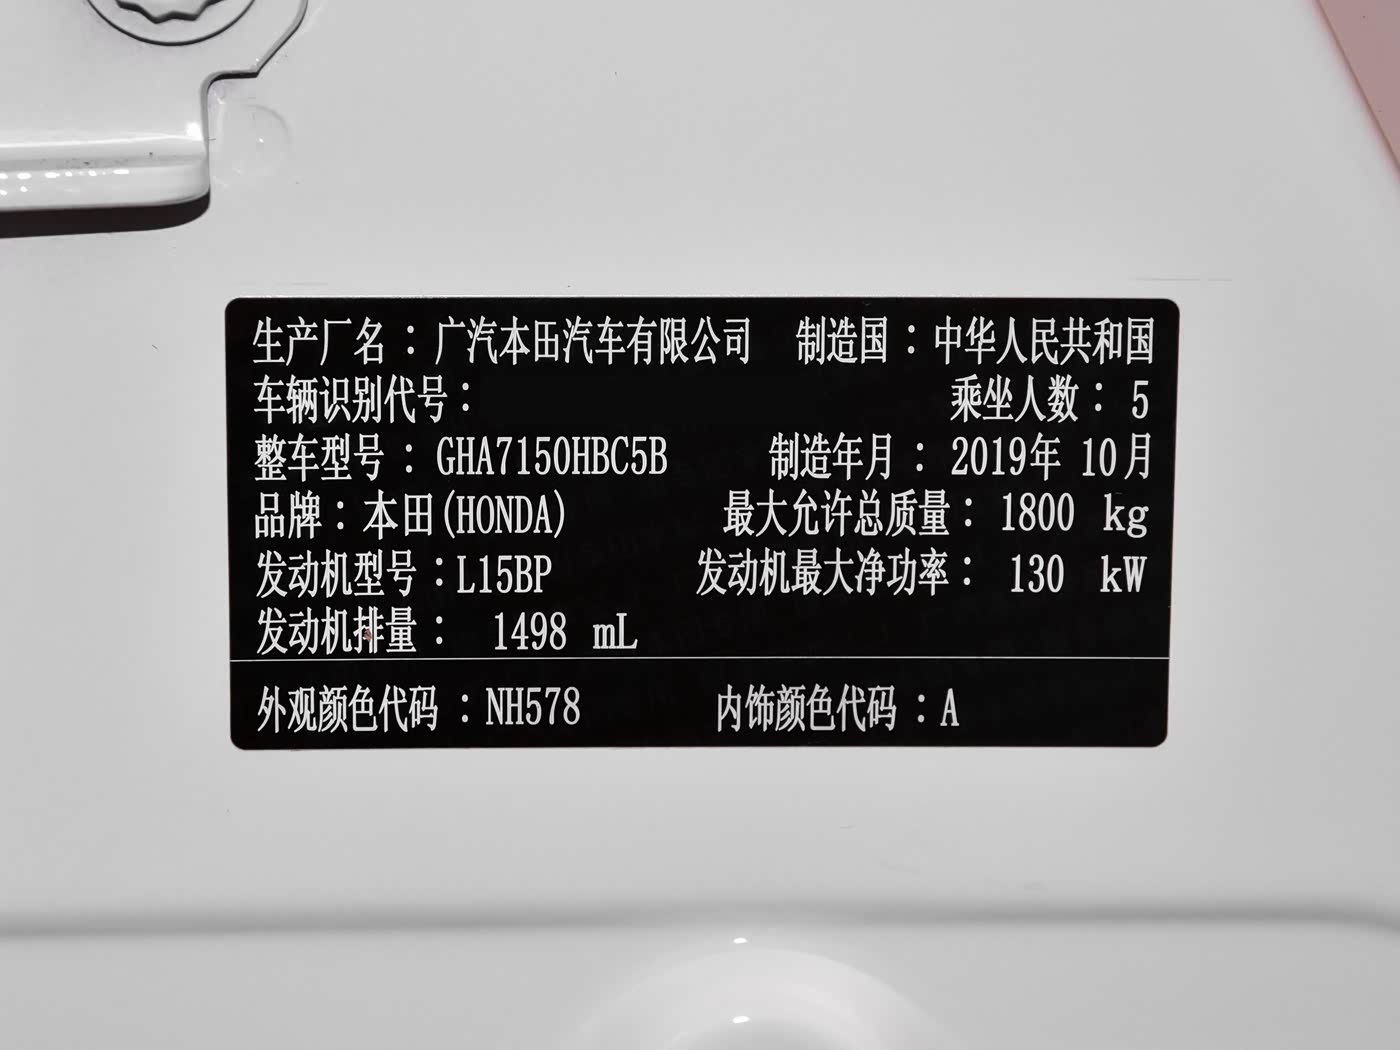 生产厂名：广汽本田汽车有限公司 制造国：中华人民共和国
车辆识别代号： 乘坐人数：5
整车型号：GHA7150HBC5B 制造年月：2019年 10月
品牌：本田(HONDA) 最大允许总质量：1800 kg
发动机型号：L15BP 发动机最大净功率：130 kW
发动机排量：1498 mL
外观颜色代码：NH578 内饰颜色代码：A